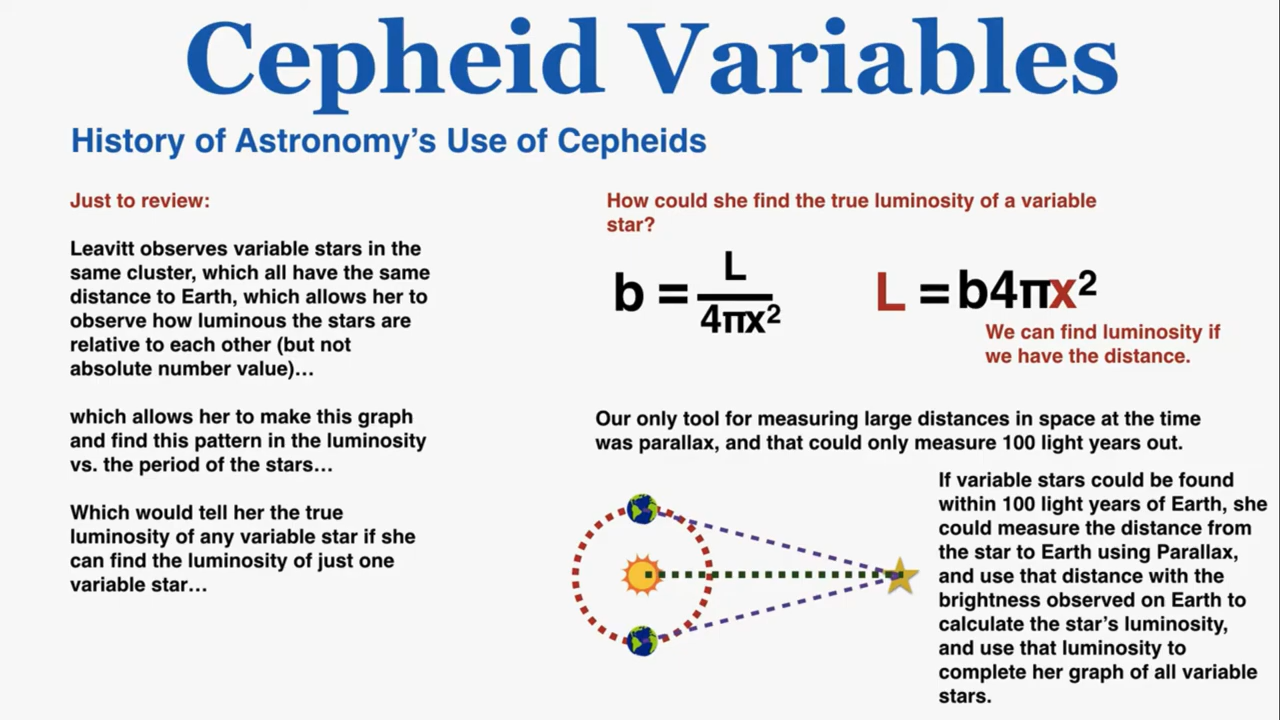 Cepheid Variables
History of Astronomy's Use of Cepheids
Just to review:
Leavitt observes variable stars in the
same cluster, which all have the same
distance to Earth, which allows her to
observe how luminous the stars are
relative to each other (but not
absolute number value)…
which allows her to make this graph
and find this pattern in the luminosity
vs. the period of the stars…
Which would tell her the true
luminosity of any variable star if she
can find the luminosity of just one
variable star…
How could she find the true luminosity of a variable
star?
b = L / 4πx²
L = b4πx²
We can find luminosity if
we have the distance.
Our only tool for measuring large distances in space at the time
was parallax, and that could only measure 100 light years out.
If variable stars could be found
within 100 light years of Earth, she
could measure the distance from
the star to Earth using Parallax,
and use that distance with the
brightness observed on Earth to
calculate the star's luminosity,
and use that luminosity to
complete her graph of all variable
stars.